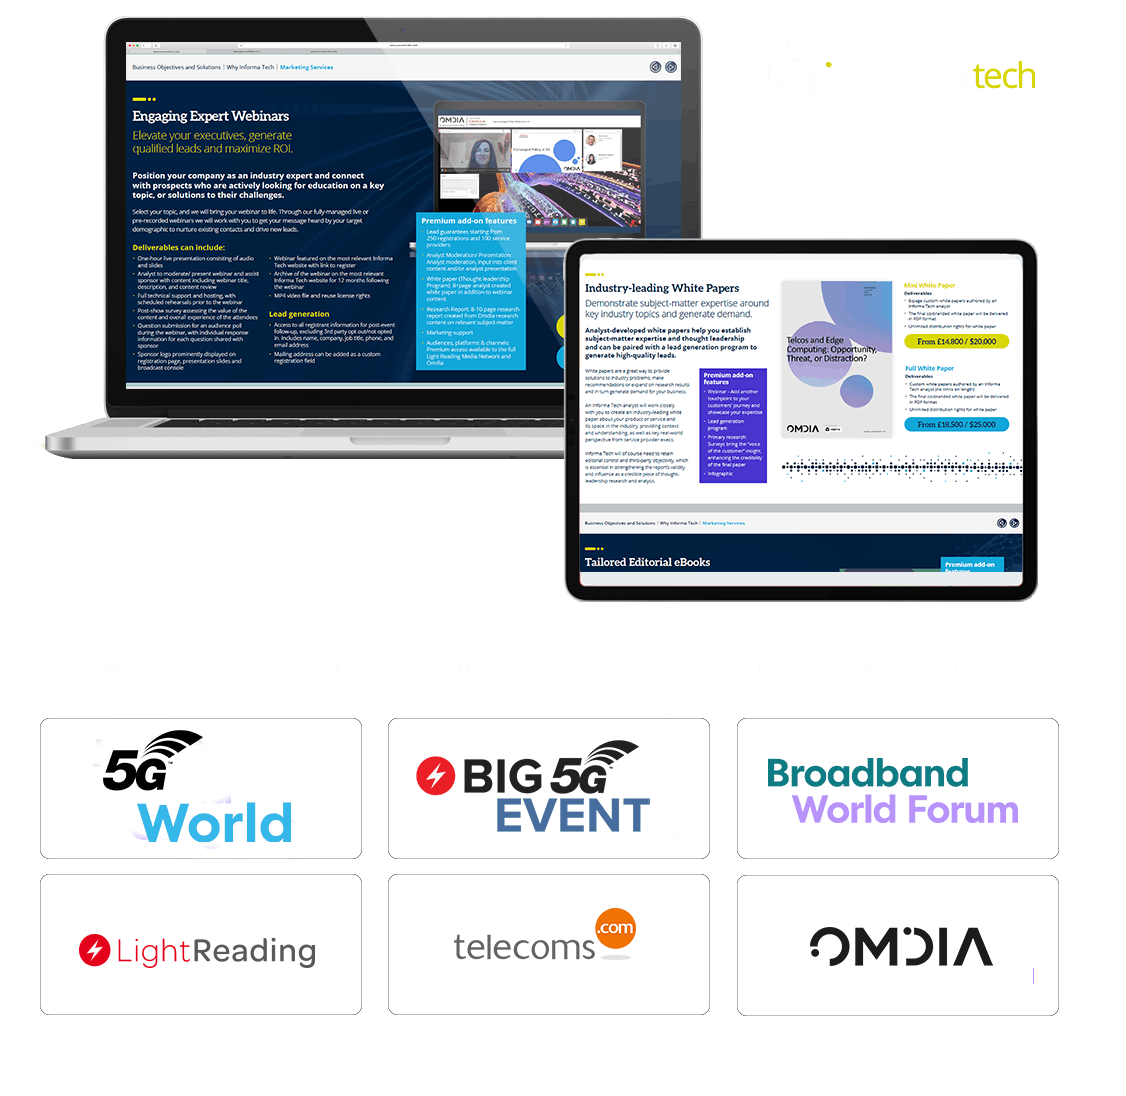 Business Objectives and Solutions | Why Informa Tech | Marketing Services
Engaging Expert Webinars
Elevate your executives, generate
qualified leads and maximize ROI.
Position your company as an industry expert and connect
with prospects who are actively looking for education on a key
topic, or solutions to their challenges.
Select your topic, and we will bring your webinar to life. Through our fully-managed live or
pre-recorded webinars we will work with you to get your message heard by your target
demographic to nurture existing contacts and drive new leads.
Deliverables can include:
• One-hour live presentation consisting of audio
and slides
• Analyst to moderate/ present webinar and assist
sponsor with content including webinar title,
description, and content review
• Full technical support and hosting, with
scheduled rehearsals prior to the webinar
• Post-show survey assessing the value of the
content and overall experience of the attendees
• Question submission for an audience poll
during the webinar, with individual response
information for each question shared with
sponsor
• Sponsor logo prominently displayed on
registration page, presentation slides and
broadcast console
• Webinar featured on the most relevant Informa
Tech website with link to register
• Archive of the webinar on the most relevant
Informa Tech website for 12 months following
the webinar
• MP4 video file and reuse license rights
Lead generation
• Access to all registrant information for post-event
follow-up, excluding 3rd party opt out/not opted
in. Includes name, company, job title, phone, and
email address
• Mailing address can be added as a custom
registration field
OMDIA
Converged Policy in 5G
OMDIA
Premium add-on features
• Lead guarantees starting from
250 registrations and 100 service
providers
• Analyst Moderation/ Presentation:
Analyst moderation, input into client
content and/or analyst presentation
• White paper (Thought-leadership
Program): 8+page analyst created
white paper in addition to webinar
content
• Research Report: 8-10 page research
report created from Omdia research
content on relevant subject matter
• Marketing support
• Audiences, platforms & channels:
Premium access available to the full
Light Reading Media Network and
Omdia
tech
Industry-leading White Papers
Demonstrate subject-matter expertise around
key industry topics and generate demand.
Analyst-developed white papers help you establish
subject-matter expertise and thought leadership
and can be paired with a lead generation program to
generate high-quality leads.
White papers are a great way to provide
solutions to industry problems, make
recommendations or expand on research results
and in turn generate demand for your business.
An Informa Tech analyst will work closely
with you to create an industry-leading white
paper about your product or service and
its space in the industry, providing context
and understanding, as well as key real-world
perspective from service provider execs.
Informa Tech will of course need to retain
editorial control and third-party objectivity, which
is essential in strengthening the report's validity
and influence as a credible piece of thought-
leadership research and analysis.
Premium add-on
features
• Webinar - Add another
touchpoint to your
customers' journey and
showcase your expertise
• Lead generation
program
• Primary research:
Surveys bring the "voice
of the customer" insight,
enhancing the credibility
of the final paper
• Infographic
Telcos and Edge
Computing: Opportunity,
Threat, or Distraction?
OMDIA
Mini White Paper
Deliverables
• 8-page custom white papers authored by an
Informa Tech analyst
• The final co-branded white paper will be delivered
in PDF format
• Unlimited distribution rights for white paper
From £14,800 / $20,000
Full White Paper
Deliverables
• Custom white papers authored by an Informa
Tech analyst (no limits on length)
• The final co-branded white paper will be delivered
in PDF format
• Unlimited distribution rights for white paper
From £18,500 / $25,000
Business Objectives and Solutions | Why Informa Tech | Marketing Services
Tailored Editorial eBooks
Premium add-on
features
5G
World
BIG 5G
EVENT
Broadband
World Forum
LightReading
telecoms.com
OMDIA